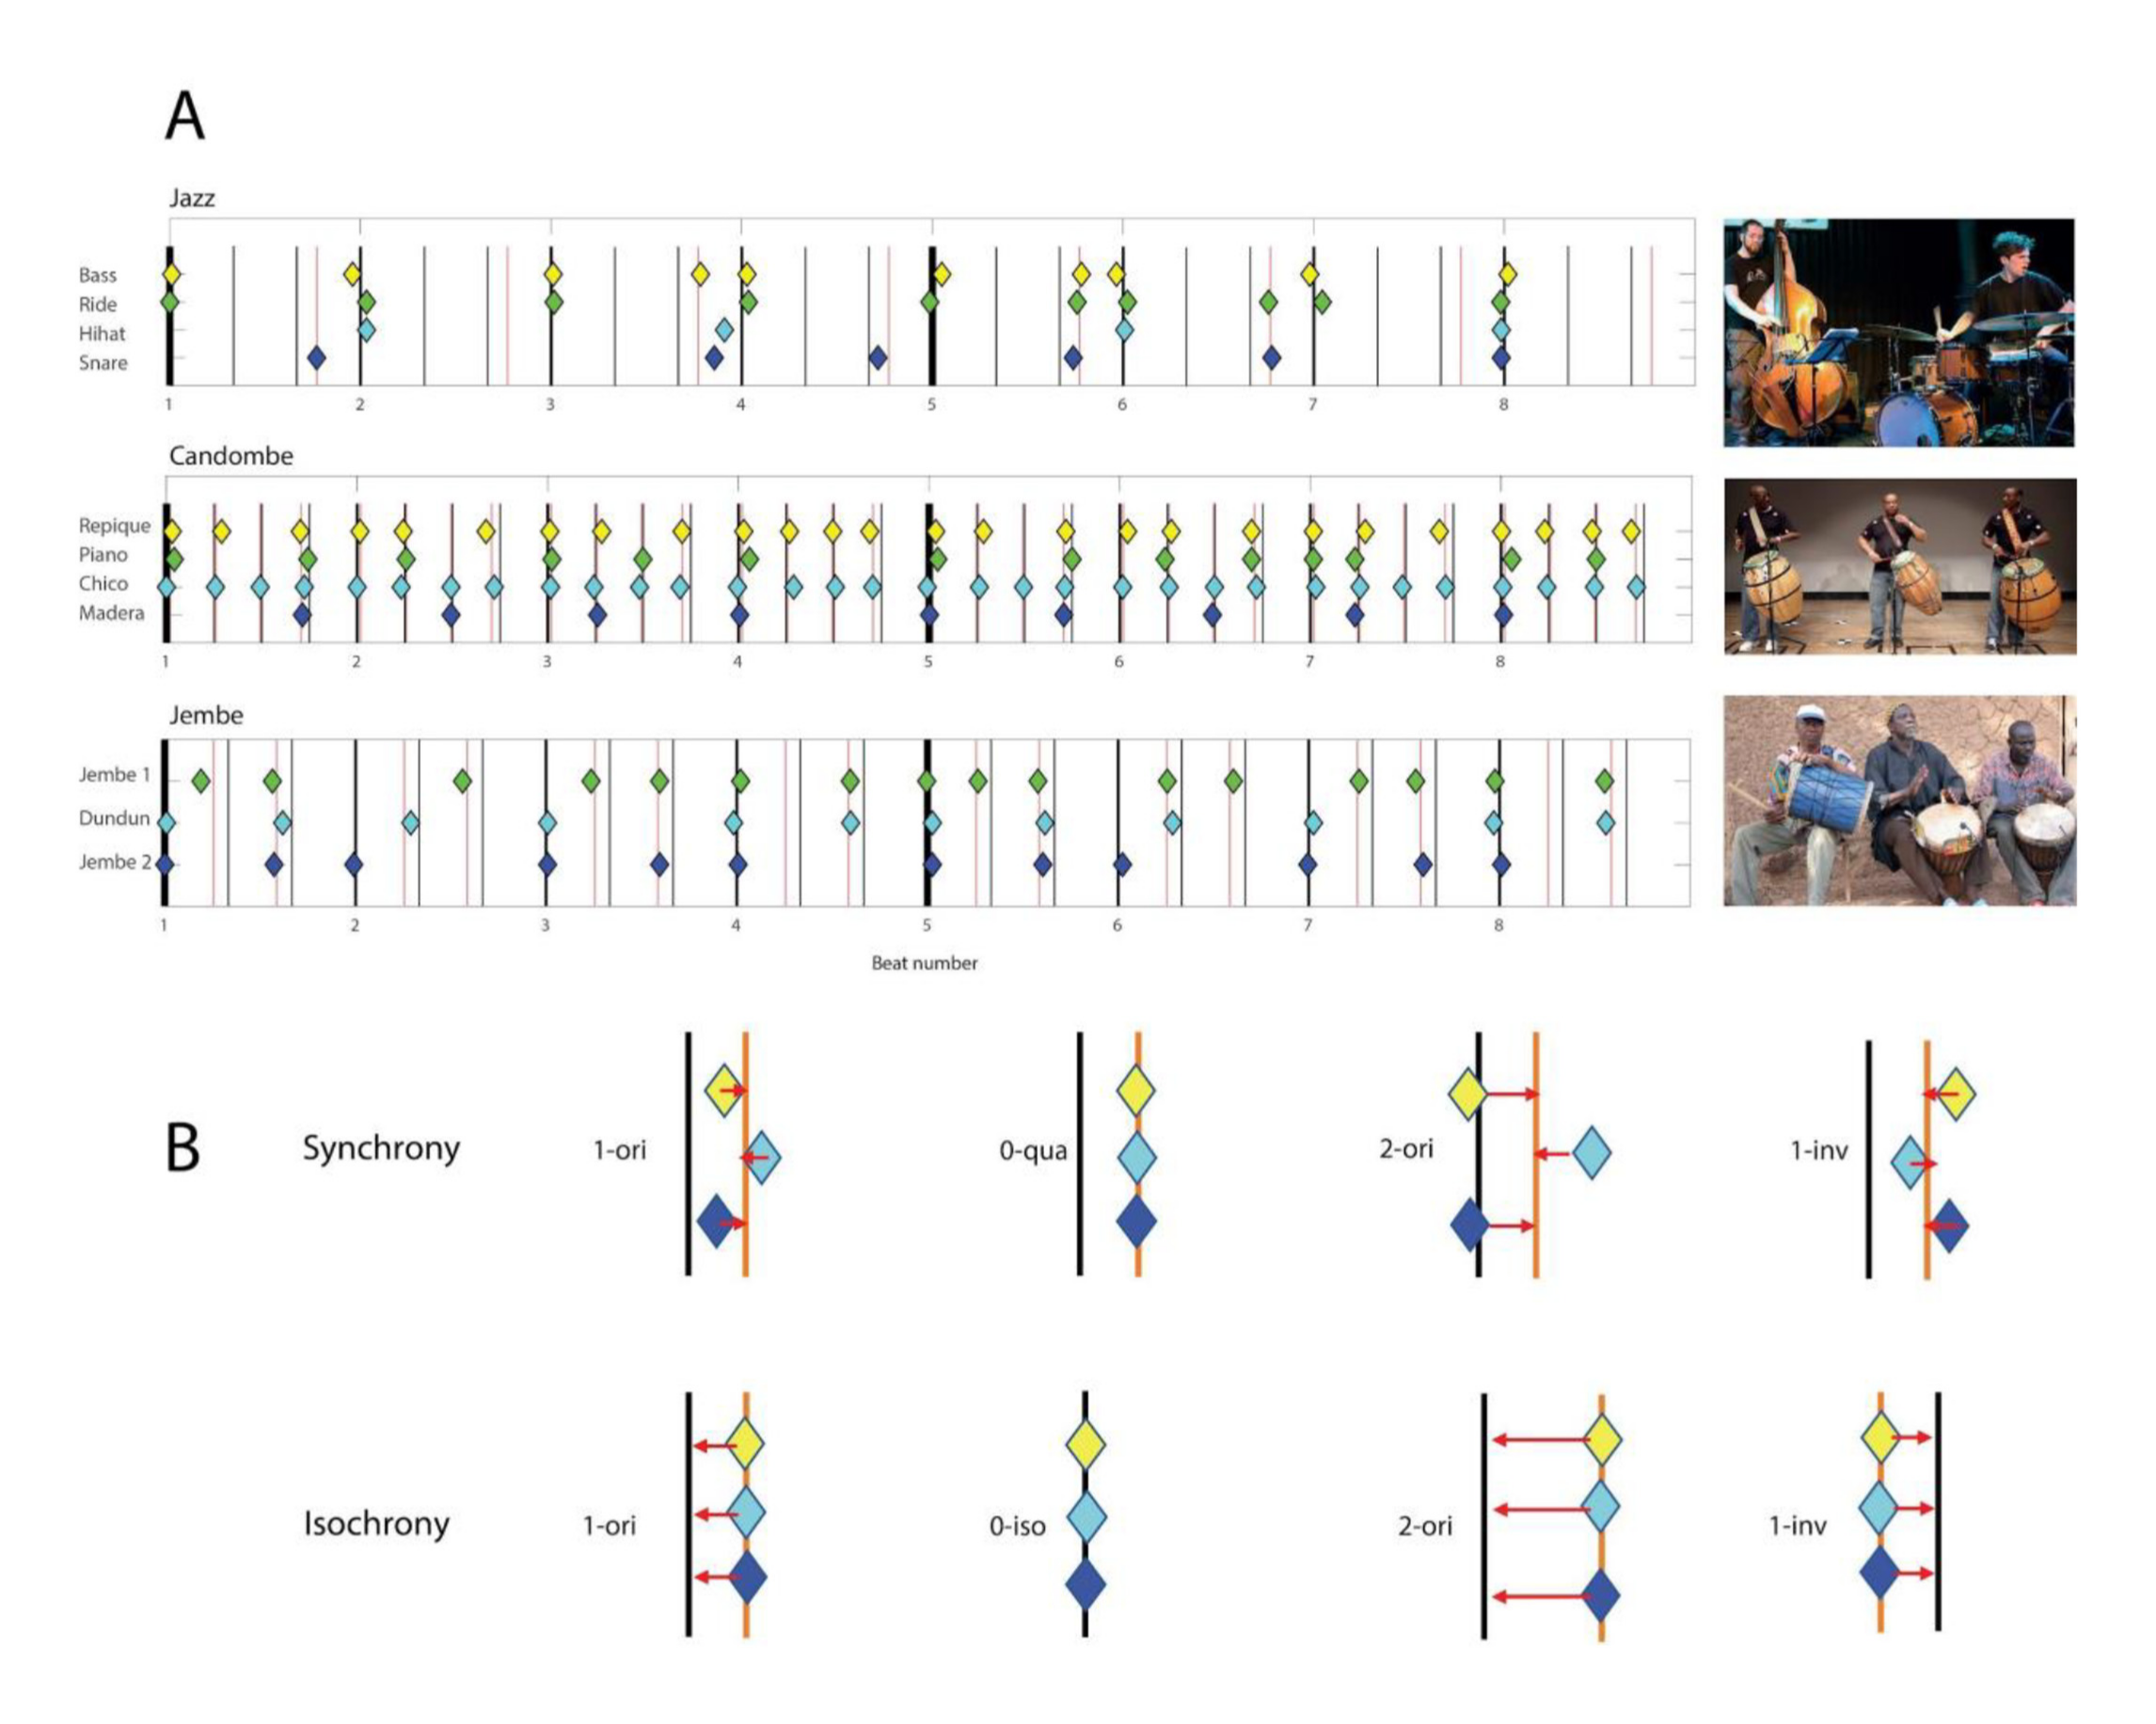 A
Jazz
Bass
Ride
Hihat
Snare
1 2 3 4 5 6 7 8
Candombe
Repique
Piano
Chico
Madera
1 2 3 4 5 6 7 8
Jembe
Jembe 1
Dundun
Jembe 2
1 2 3 4 5 6 7 8
Beat number
B
Synchrony 1-ori 0-qua 2-ori 1-inv
Isochrony 1-ori 0-iso 2-ori 1-inv